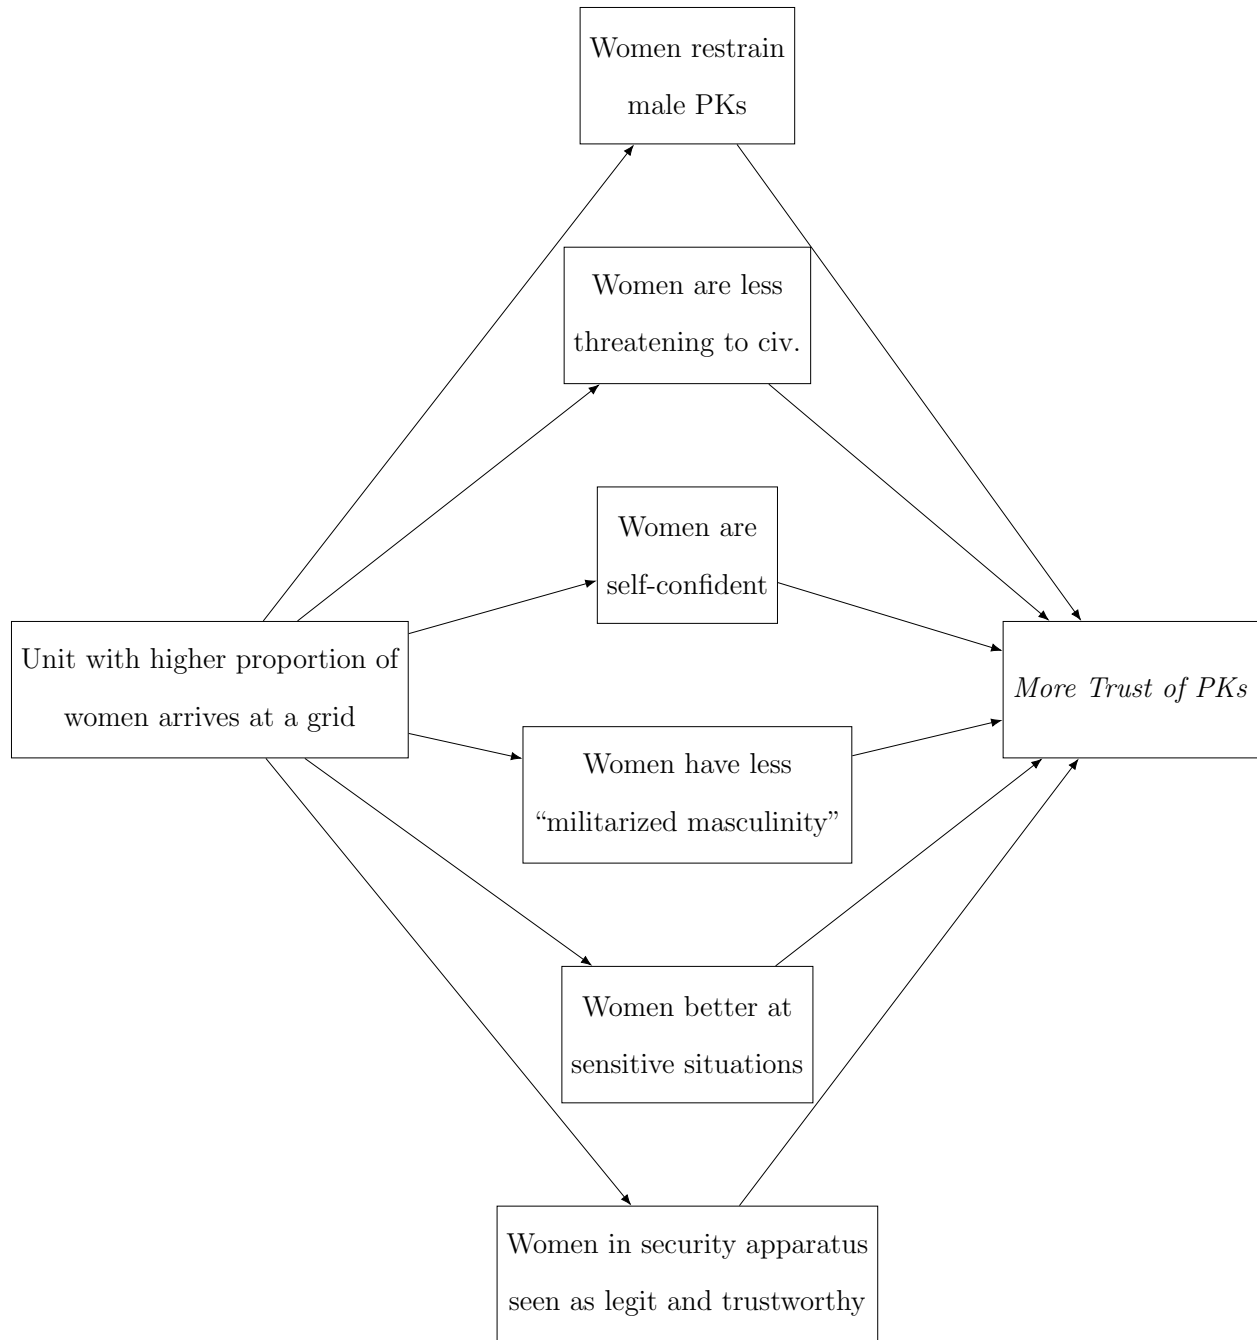 Women restrain
male PKs
Women are less
threatening to civ.
Women are
self-confident
Unit with higher proportion of
women arrives at a grid
More Trust of PKs
Women have less
“militarized masculinity”
Women better at
sensitive situations
Women in security apparatus
seen as legit and trustworthy